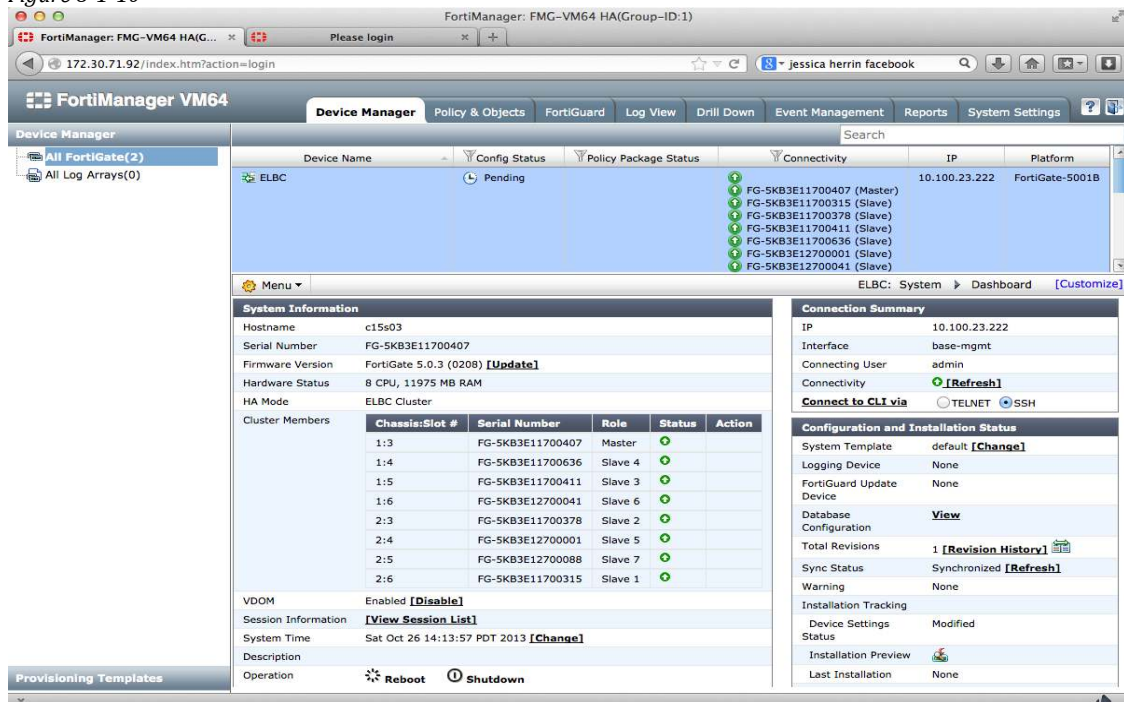 FortiManager: FMG-VM64 HA(Group-ID:1)
FortiManager: FMG-VM64 HA(G... × Please login × +
172.30.71.92/index.htm?action=login jessica herrin facebook
FortiManager VM64
Device Manager Policy & Objects FortiGuard Log View Drill Down Event Management Reports System Settings ?
Device Manager Search
All FortiGate(2)
All Log Arrays(0)
Device Name Config Status Policy Package Status Connectivity IP Platform
ELBC Pending 10.100.23.222 FortiGate-5001B
FG-5KB3E11700407 (Master)
FG-5KB3E11700315 (Slave)
FG-5KB3E11700378 (Slave)
FG-5KB3E11700411 (Slave)
FG-5KB3E11700636 (Slave)
FG-5KB3E12700001 (Slave)
FG-5KB3E12700041 (Slave)
Menu ELBC: System Dashboard [Customize]
System Information
Hostname c15s03
Serial Number FG-5KB3E11700407
Firmware Version FortiGate 5.0.3 (0208) [Update]
Hardware Status 8 CPU, 11975 MB RAM
HA Mode ELBC Cluster
Cluster Members
Chassis:Slot # Serial Number Role Status Action
1:3 FG-5KB3E11700407 Master
1:4 FG-5KB3E11700636 Slave 4
1:5 FG-5KB3E11700411 Slave 3
1:6 FG-5KB3E12700041 Slave 6
2:3 FG-5KB3E11700378 Slave 2
2:4 FG-5KB3E12700001 Slave 5
2:5 FG-5KB3E12700088 Slave 7
2:6 FG-5KB3E11700315 Slave 1
VDOM Enabled [Disable]
Session Information [View Session List]
System Time Sat Oct 26 14:13:57 PDT 2013 [Change]
Description
Operation Reboot Shutdown
Connection Summary
IP 10.100.23.222
Interface base-mgmt
Connecting User admin
Connectivity [Refresh]
Connect to CLI via TELNET SSH
Configuration and Installation Status
System Template default [Change]
Logging Device None
FortiGuard Update Device None
Database Configuration View
Total Revisions 1 [Revision History]
Sync Status Synchronized [Refresh]
Warning None
Installation Tracking
Device Settings Status Modified
Installation Preview
Last Installation None
Provisioning Templates